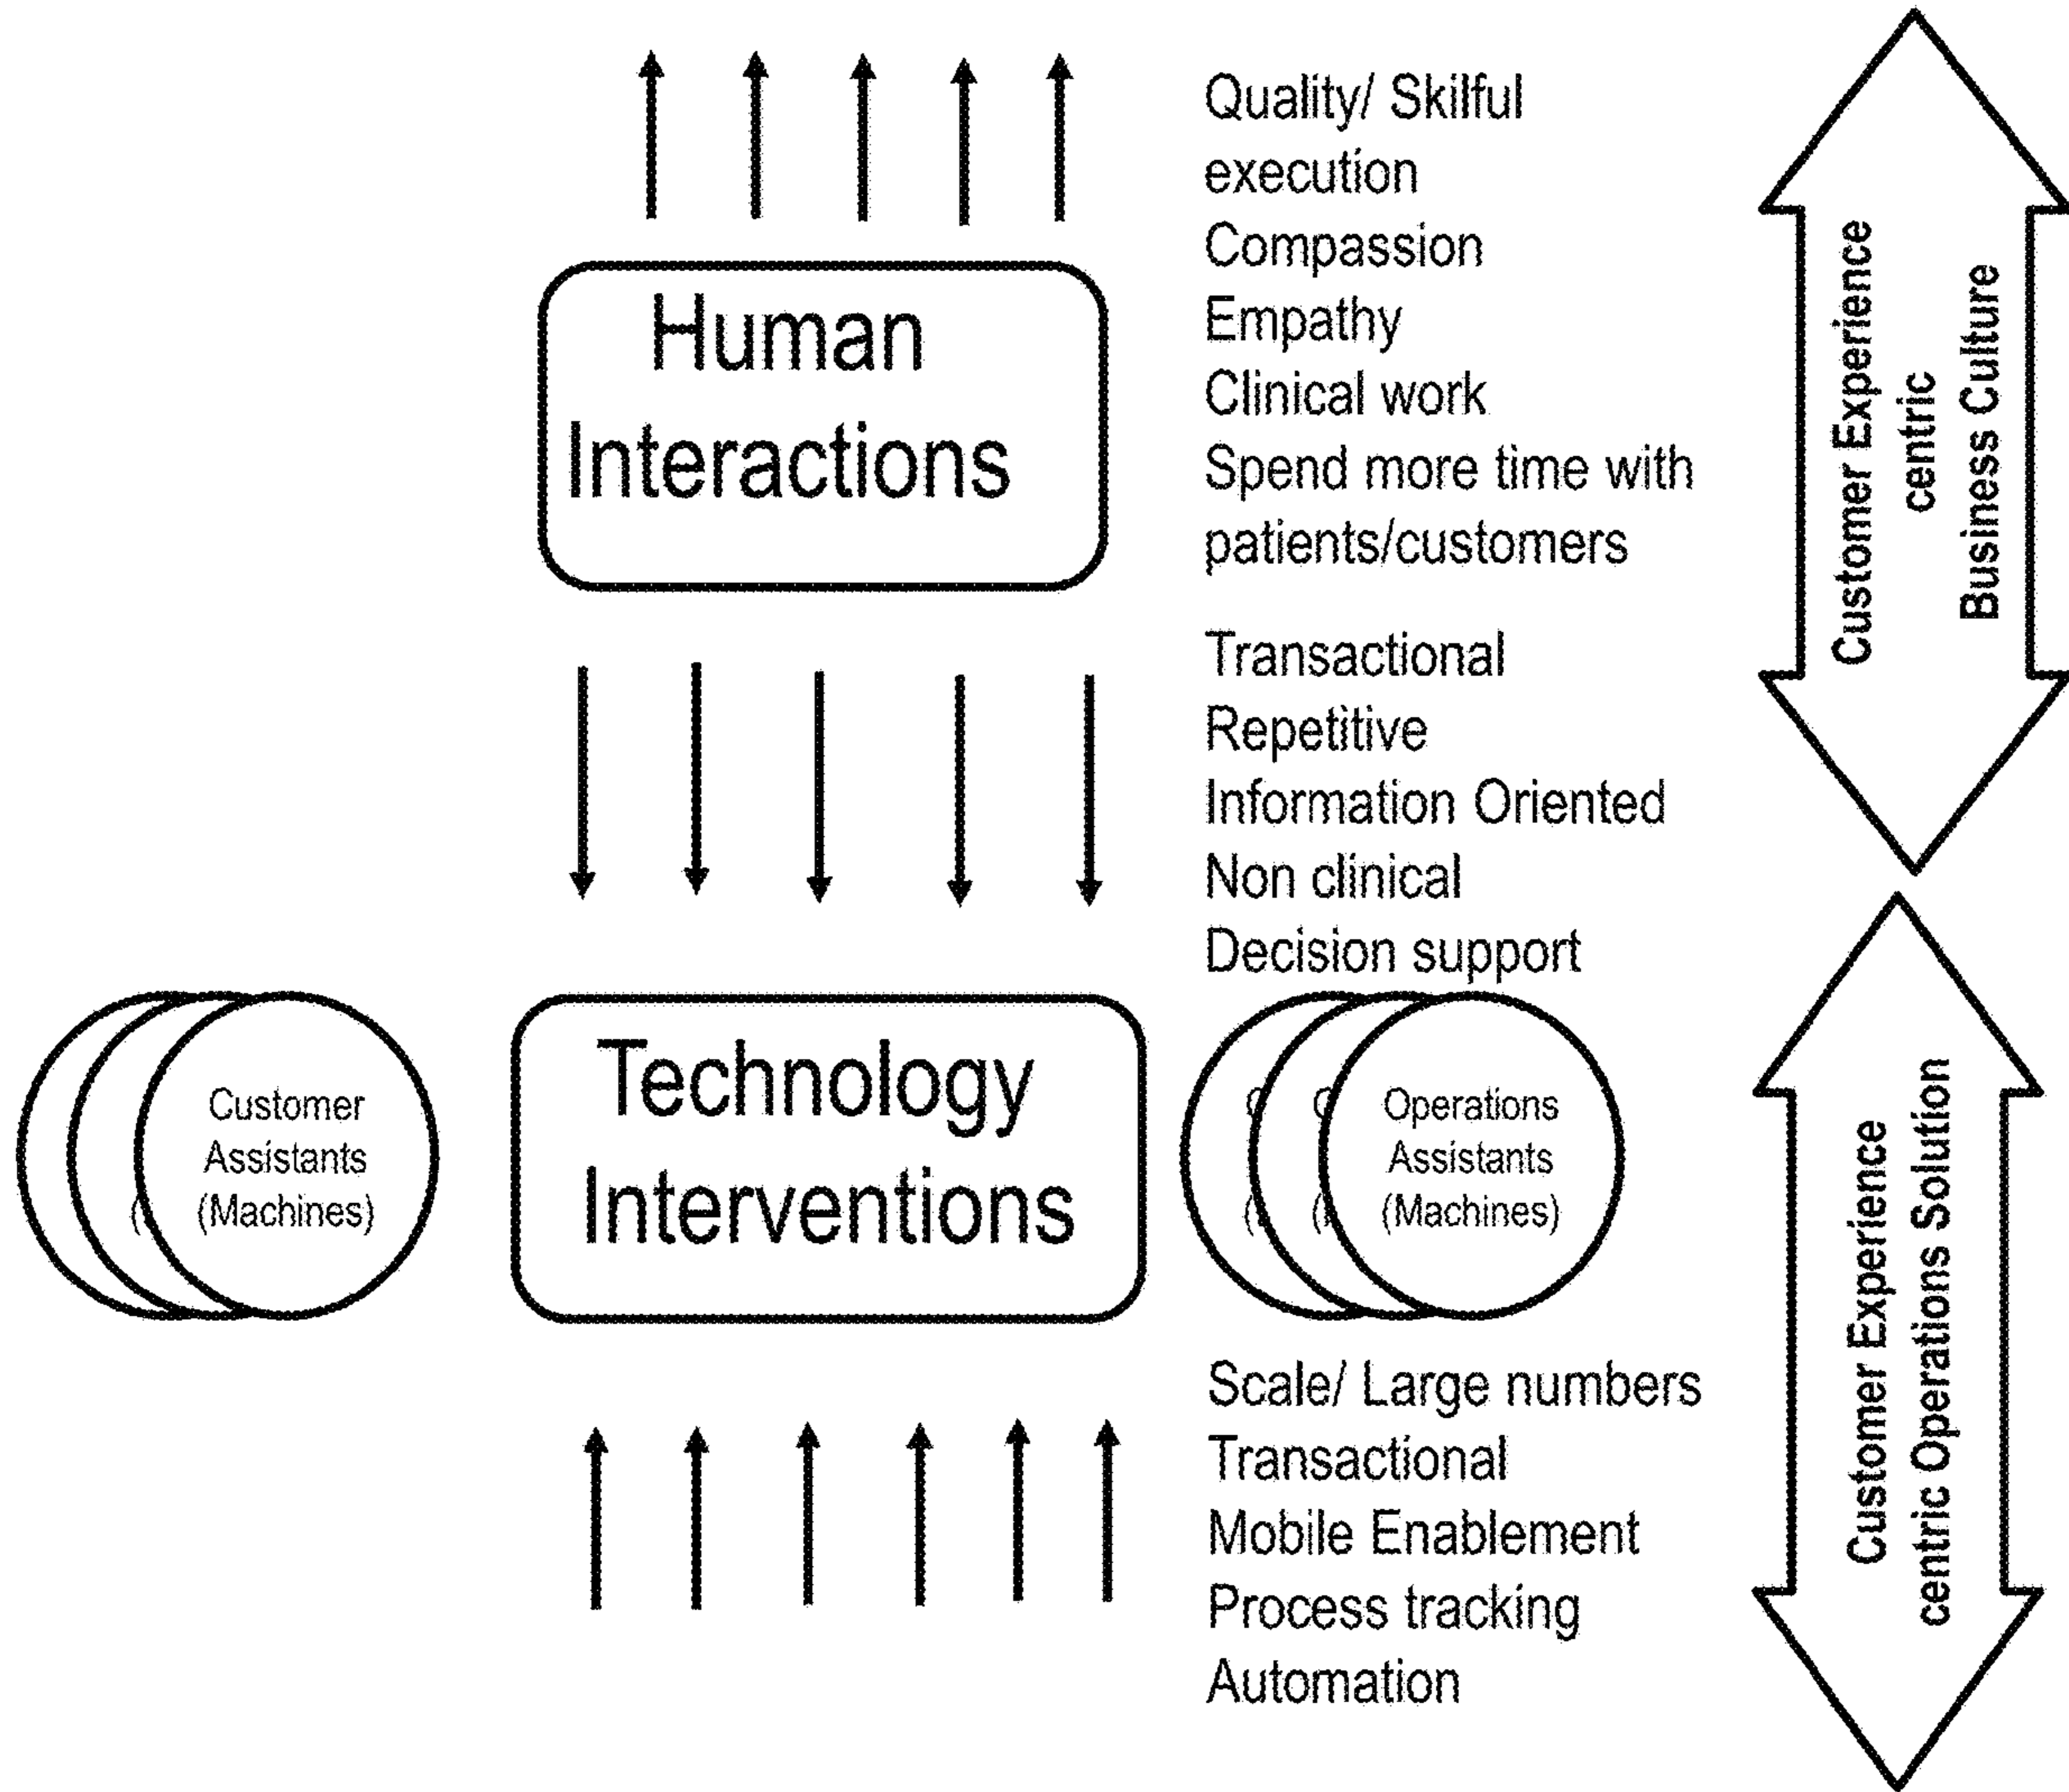 Quality/ Skilful
execution
Compassion
Empathy
Clinical work
Spend more time with
patients/customers
Human
Interactions
Customer Experience
centric
Business Culture
Transactional
Repetitive
Information Oriented
Non clinical
Decision support
Customer
Assistants
(Machines)
Technology
Interventions
Operations
Assistants
(Machines)
Customer Experience
centric Operations Solution
Scale/ Large numbers
Transactional
Mobile Enablement
Process tracking
Automation